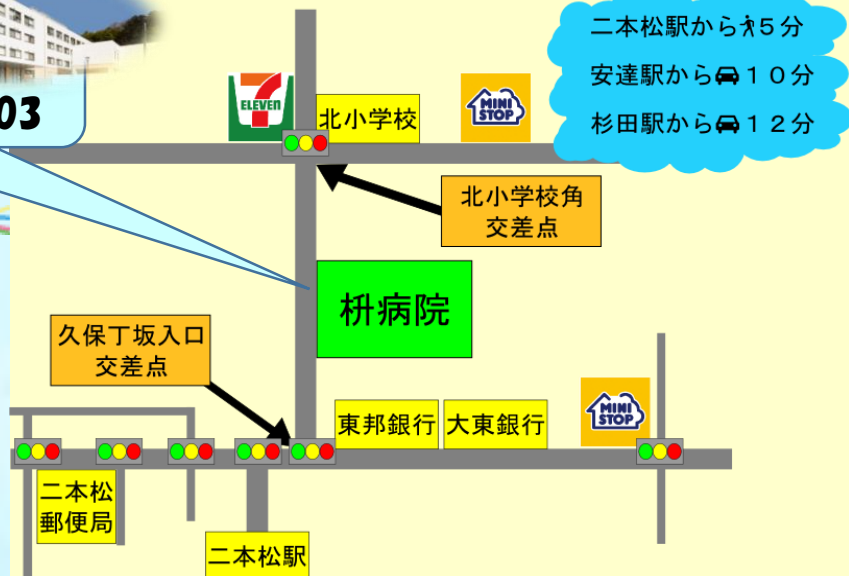 二本松駅から5分
安達駅から10分
杉田駅から12分
03
7
ELEVEN
北小学校
MINI
STOP
北小学校角
交差点
枡病院
久保丁坂入口
交差点
東邦銀行
大東銀行
MINI
STOP
二本松
郵便局
二本松駅